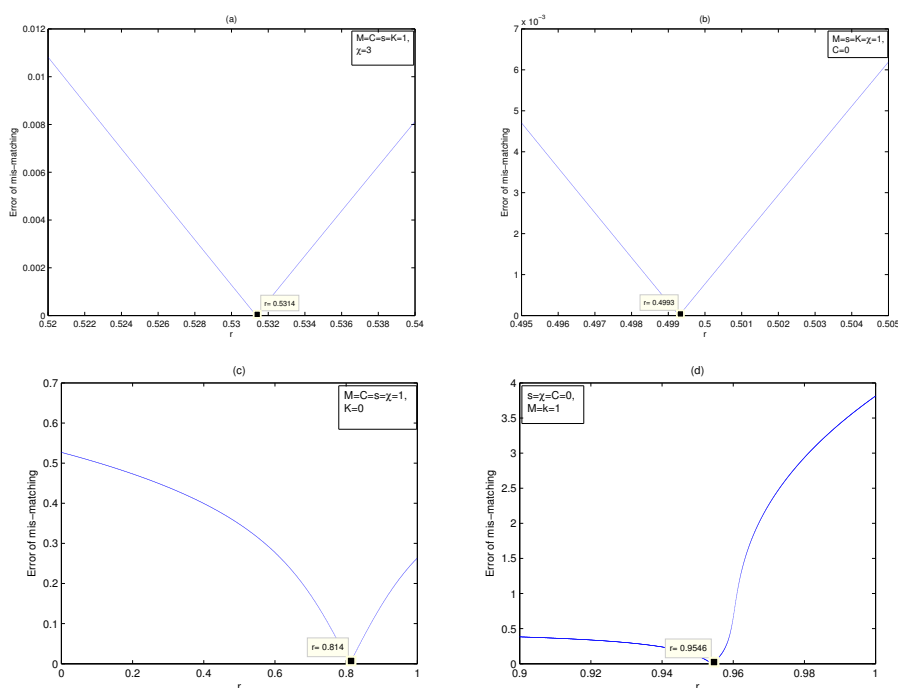 (a)
0.012
0.01
0.008
0.006
0.004
0.002
0
Error of mis−matching
M=C=s=K=1,
χ=3
r= 0.5314
0.52 0.522 0.524 0.526 0.528 0.53 0.532 0.534 0.536 0.538 0.54
r
(b)
x 10⁻³
7
6
5
4
3
2
1
0
Error of mis−matching
M=s=K=χ=1,
C=0
r= 0.4993
0.495 0.496 0.497 0.498 0.499 0.5 0.501 0.502 0.503 0.504 0.505
r
(c)
0.7
0.6
0.5
0.4
0.3
0.2
0.1
0
Error of mis−matching
M=C=s=χ=1,
K=0
r= 0.814
0 0.2 0.4 0.6 0.8 1
r
(d)
4
3.5
3
2.5
2
1.5
1
0.5
0
Error of mis−matching
s=χ=C=0,
M=k=1
r= 0.9546
0.9 0.92 0.94 0.96 0.98 1
r